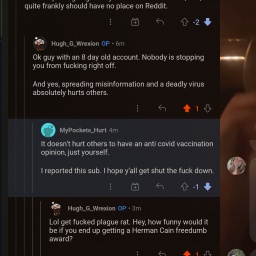 quite frankly should have no place on Reddit.
-2
Hugh_G_Wrexion OP • 6m
Ok guy with an 8 day old account. Nobody is stopping
you from fucking right off.
And yes, spreading misinformation and a deadly virus
absolutely hurts others.
1
MyPockets_Hurt 4m
It doesn't hurt others to have an anti covid vaccination
opinion, just yourself.
I reported this sub. I hope y'all get shut the fuck down.
-1
Hugh_G_Wrexion OP • 3m
Lol get fucked plague rat. Hey, how funny would it
be if you end up getting a Herman Cain freedumb
award?
1